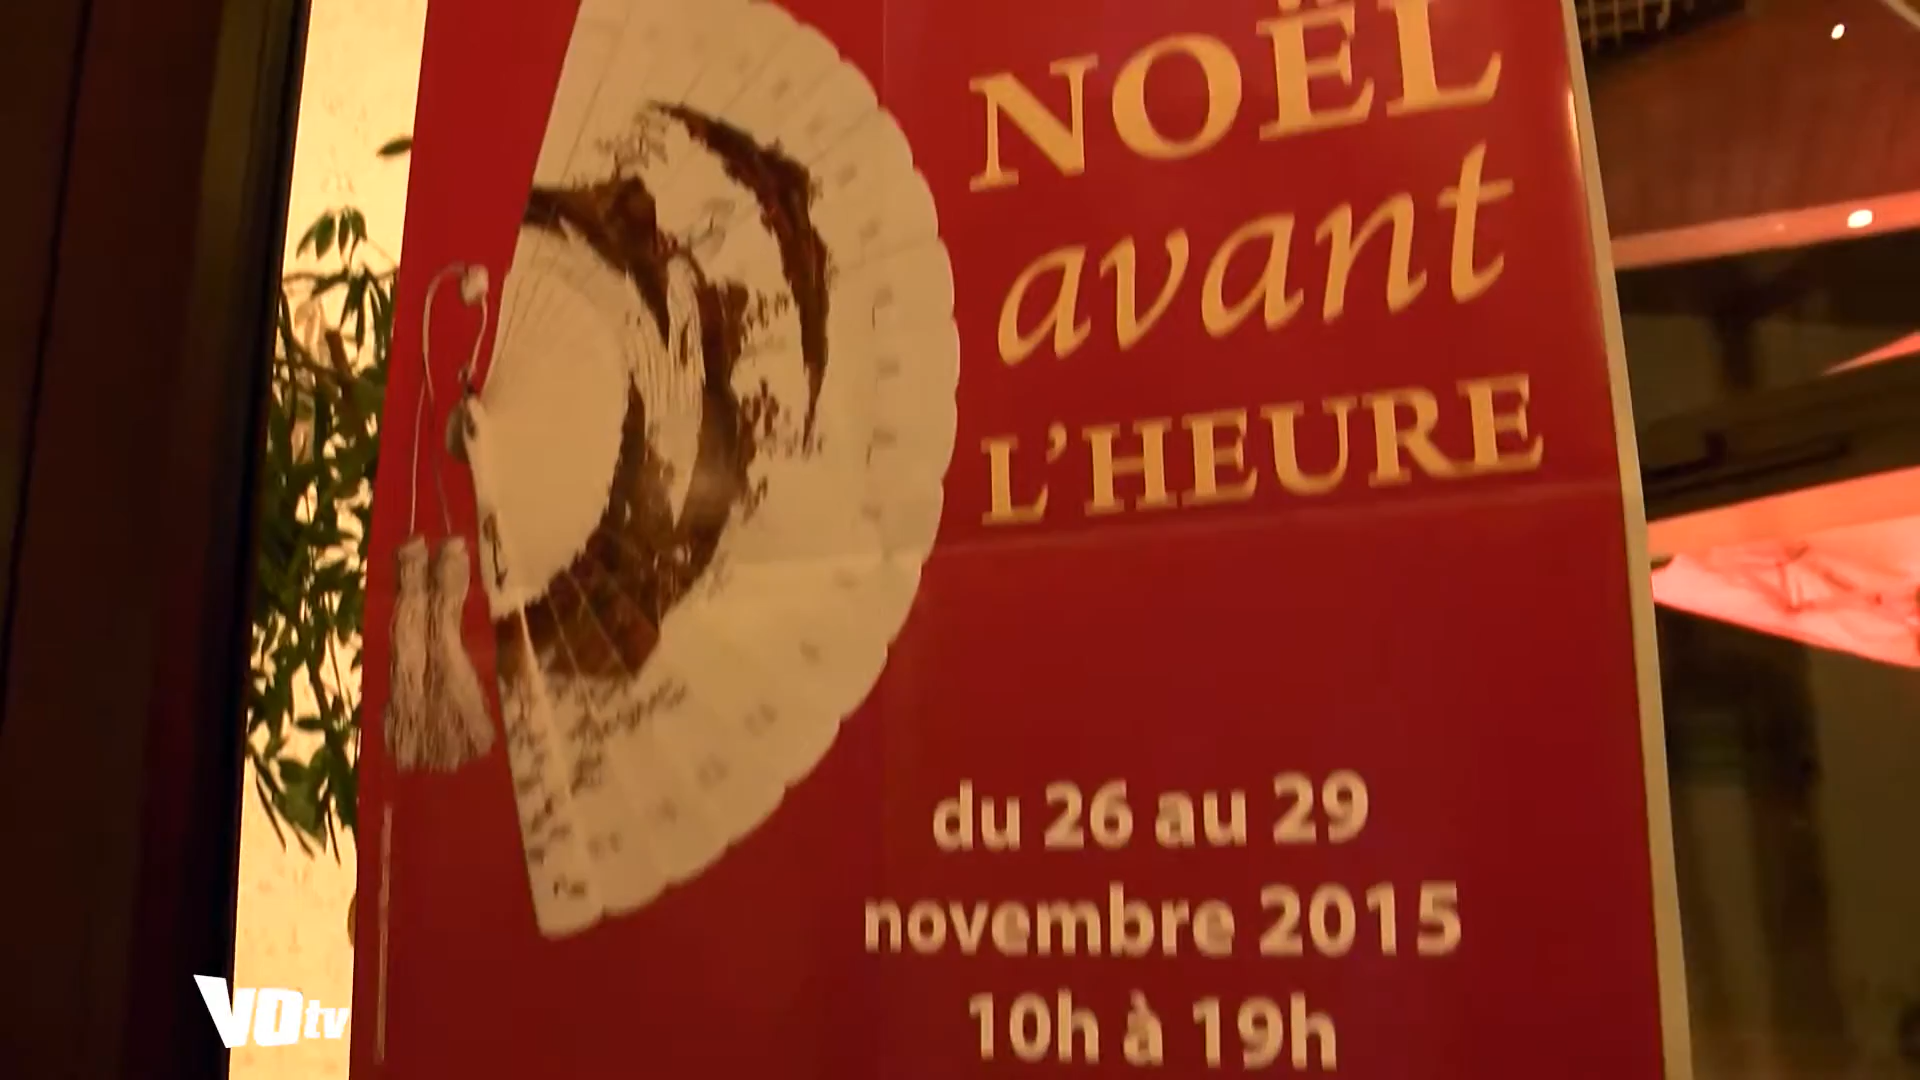 NOËL
avant
L'HEURE
du 26 au 29
novembre 2015
10h à 19h
VOtv